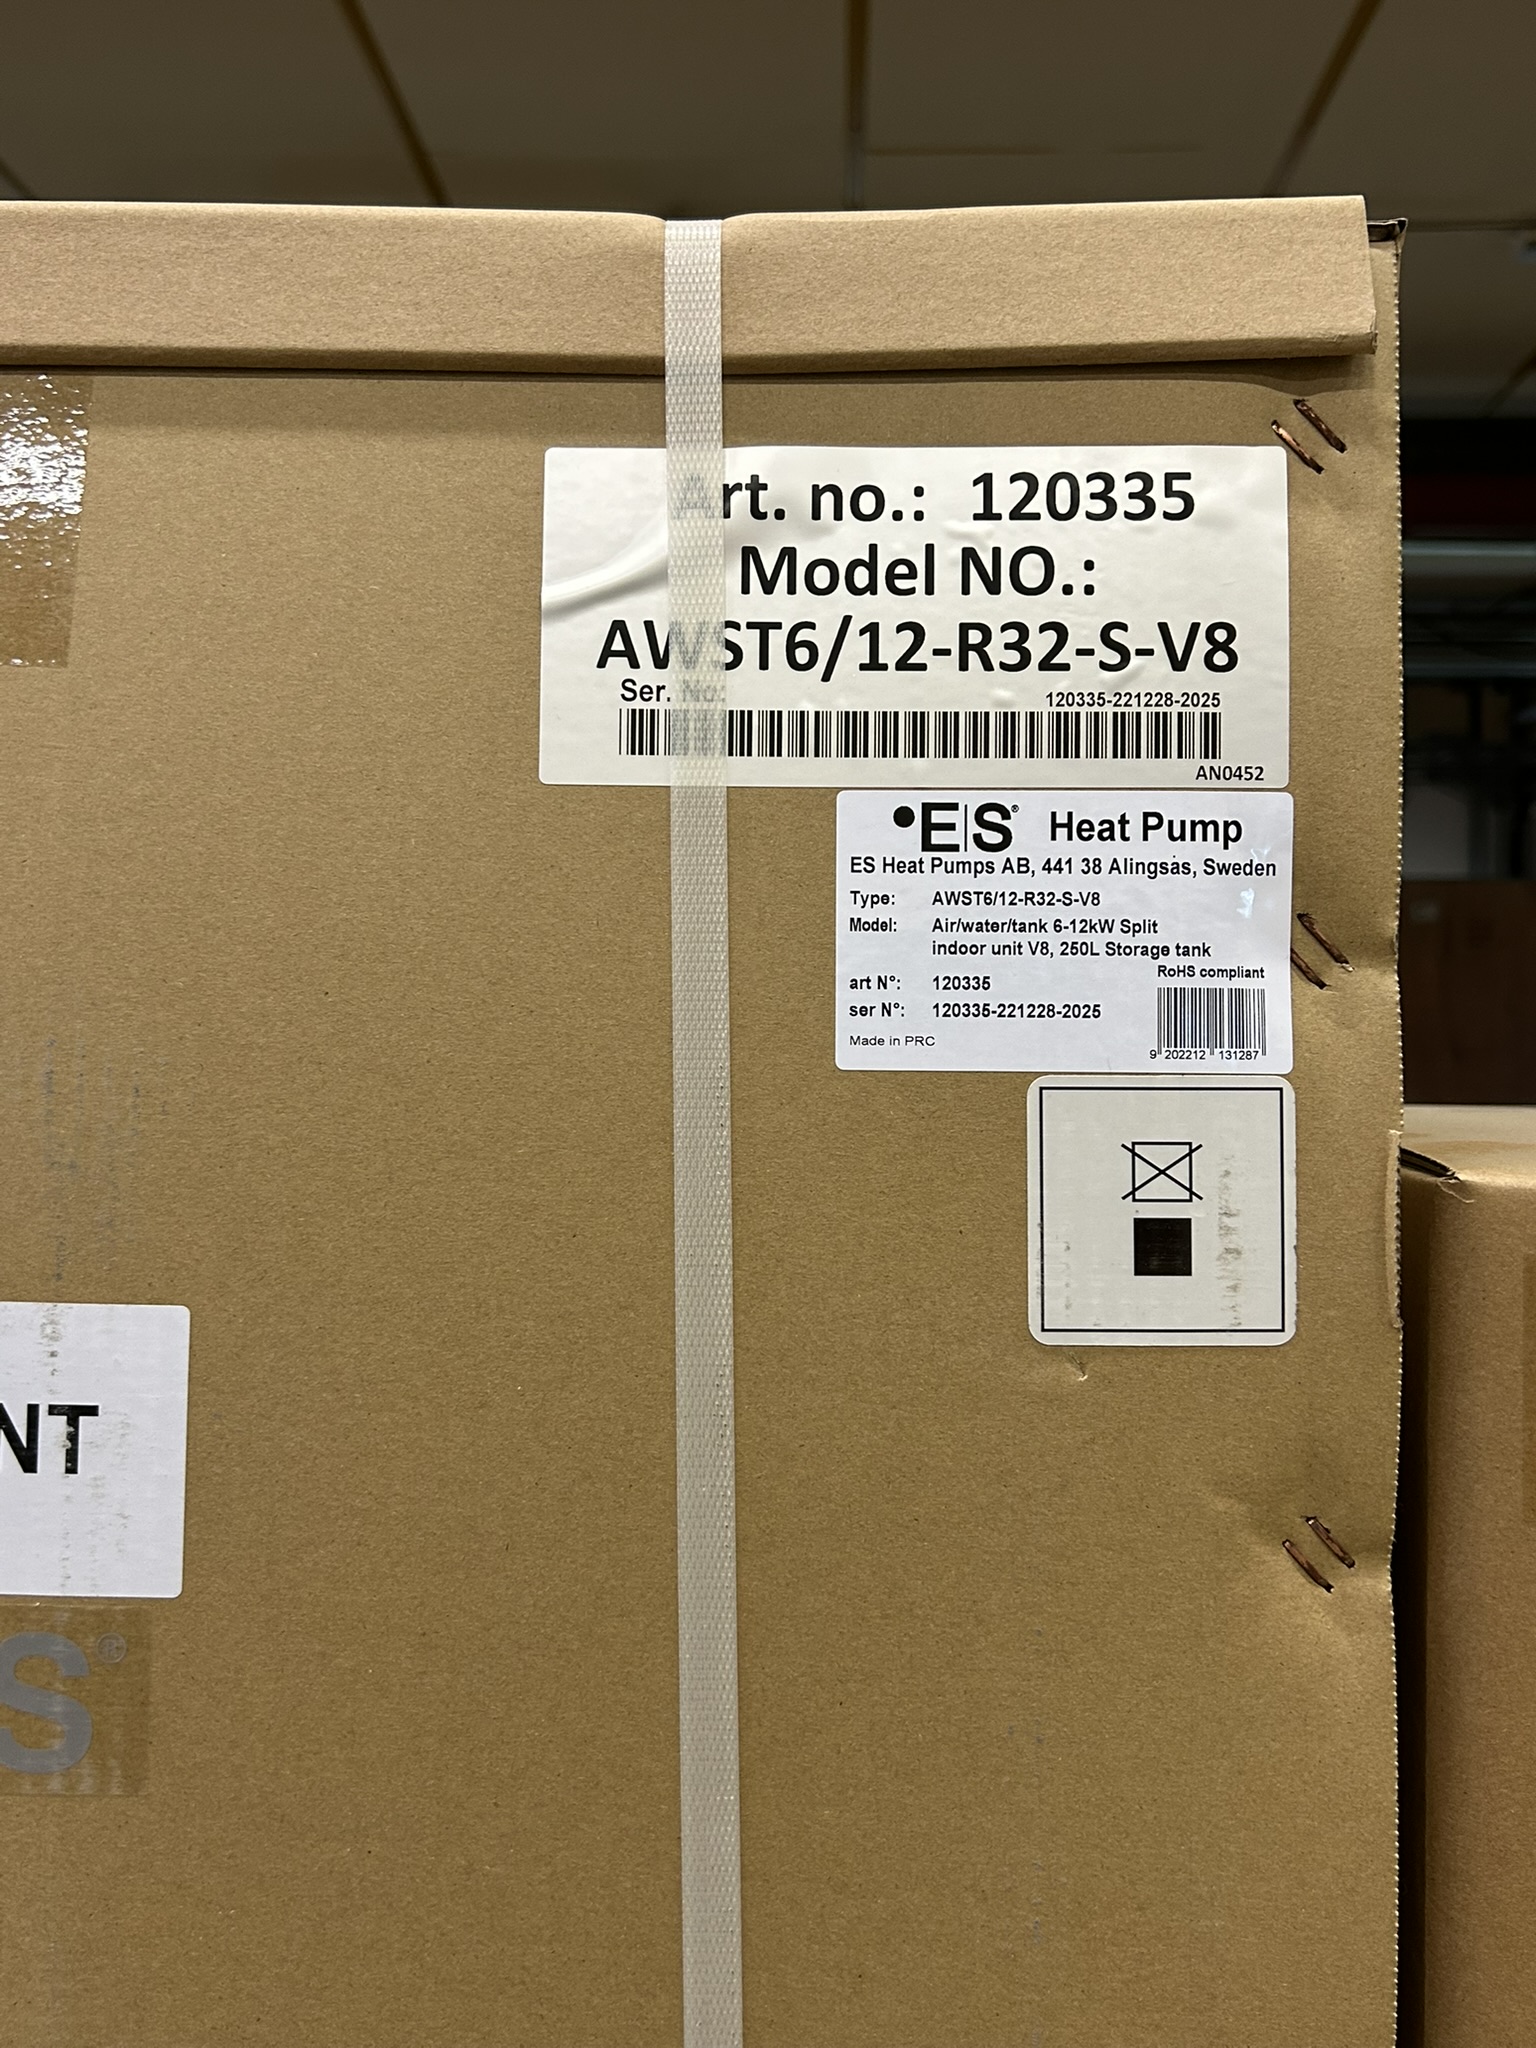 Art. no.: 120335
Model NO.:
AWST6/12-R32-S-V8
Ser. No.
120335-221228-2025
AN0452
E|S® Heat Pump
ES Heat Pumps AB, 441 38 Alingsås, Sweden
Type: AWST6/12-R32-S-V8
Model: Air/water/tank 6-12kW Split
indoor unit V8, 250L Storage tank
RoHS compliant
art N°: 120335
ser N°: 120335-221228-2025
Made in PRC
9 202212 131287
NT
S®